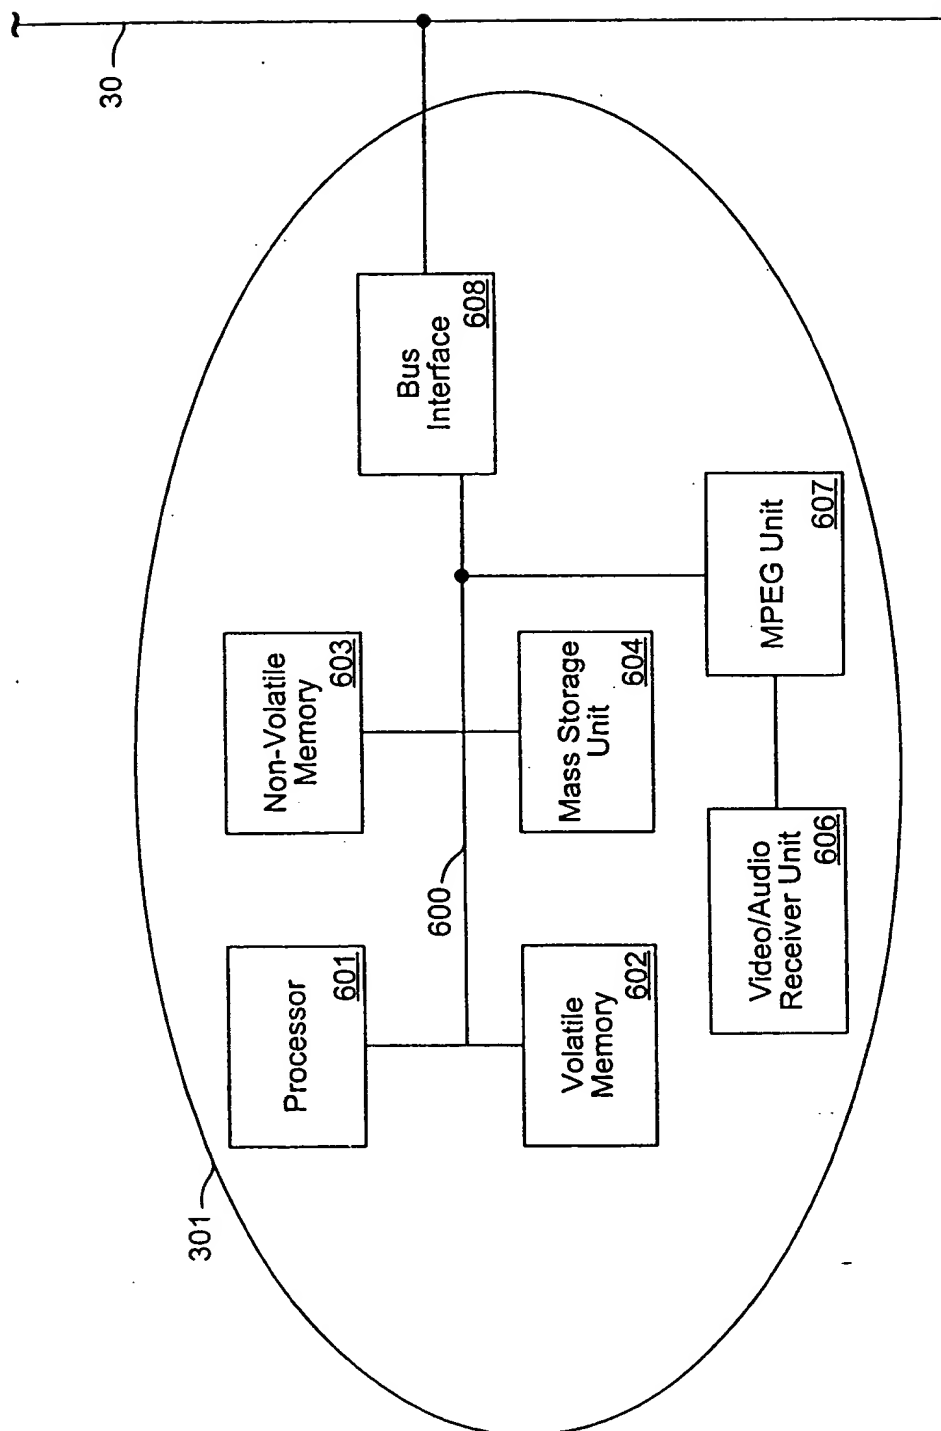 30
301
Processor
601
Non-Volatile
Memory
603
Bus
Interface
608
600
Volatile
Memory
602
Mass Storage
Unit
604
Video/Audio
Receiver Unit
606
MPEG Unit
607